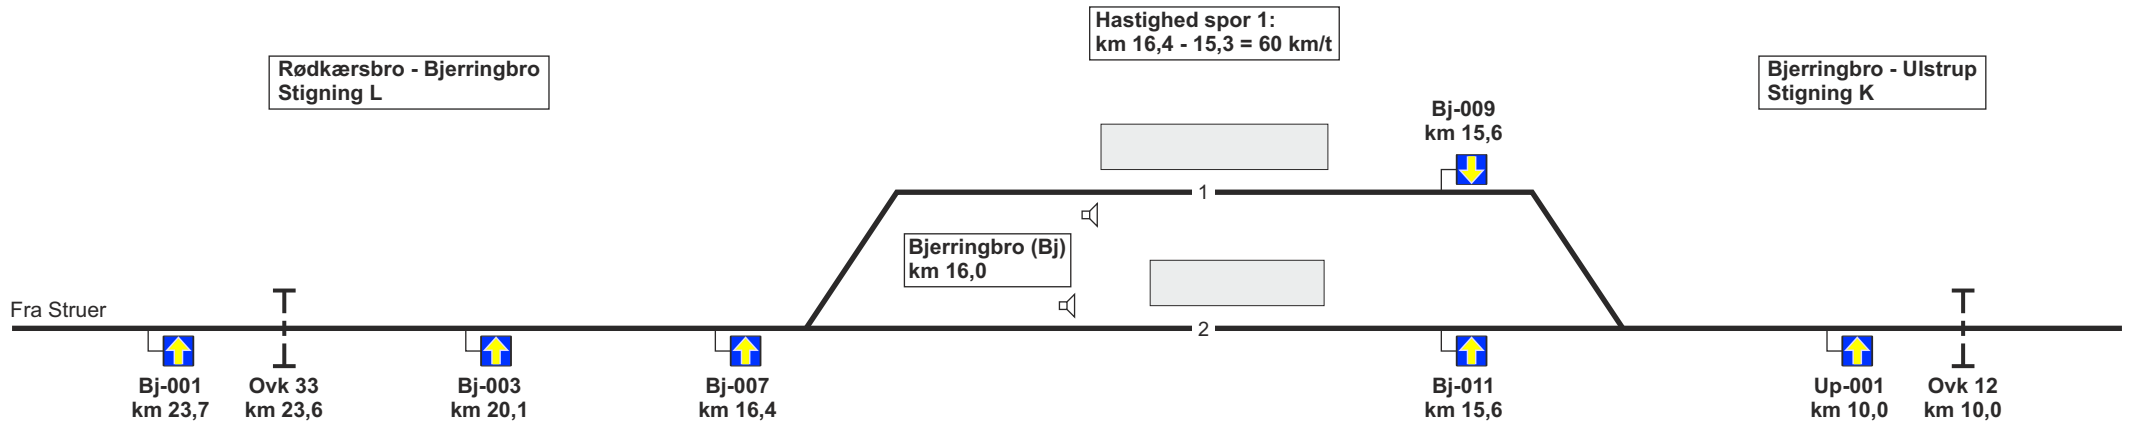 Hastighed spor 1:
km 16,4 - 15,3 = 60 km/t
Rødkærsbro - Bjerringbro
Stigning L
Bjerringbro - Ulstrup
Stigning K
Bj-009
km 15,6
1
Bjerringbro (Bj)
km 16,0
Fra Struer
2
Bj-001
km 23,7
Ovk 33
km 23,6
Bj-003
km 20,1
Bj-007
km 16,4
Bj-011
km 15,6
Up-001
km 10,0
Ovk 12
km 10,0